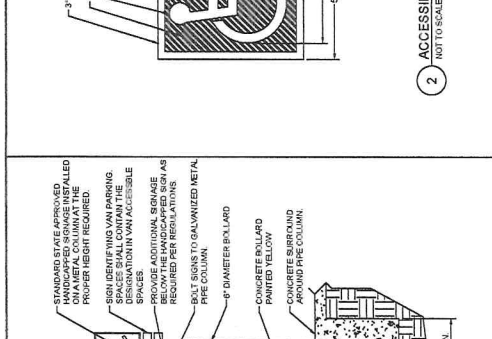 STANDARD STATE APPROVED
HANDICAPPED SIGNAGE INSTALLED
ON A METAL COLUMN AT THE
PROPER HEIGHT REQUIRED.
SIGN IDENTIFYING VAN PARKING.
SPACES SHALL CONTAIN THE
DESIGNATION IN VAN ACCESSIBLE
SPACES.
PROVIDE ADDITIONAL SIGNAGE
BELOW THE HANDICAPPED SIGN AS
REQUIRED PER REGULATIONS.
BOLT SIGNS TO GALVANIZED METAL
PIPE COLUMN.
6" DIAMETER BOLLARD
CONCRETE BOLLARD
PAINTED YELLOW
CONCRETE SURROUND
AROUND PIPE COLUMN.
N.
3"
2
ACCESSI
NOT TO SCALE